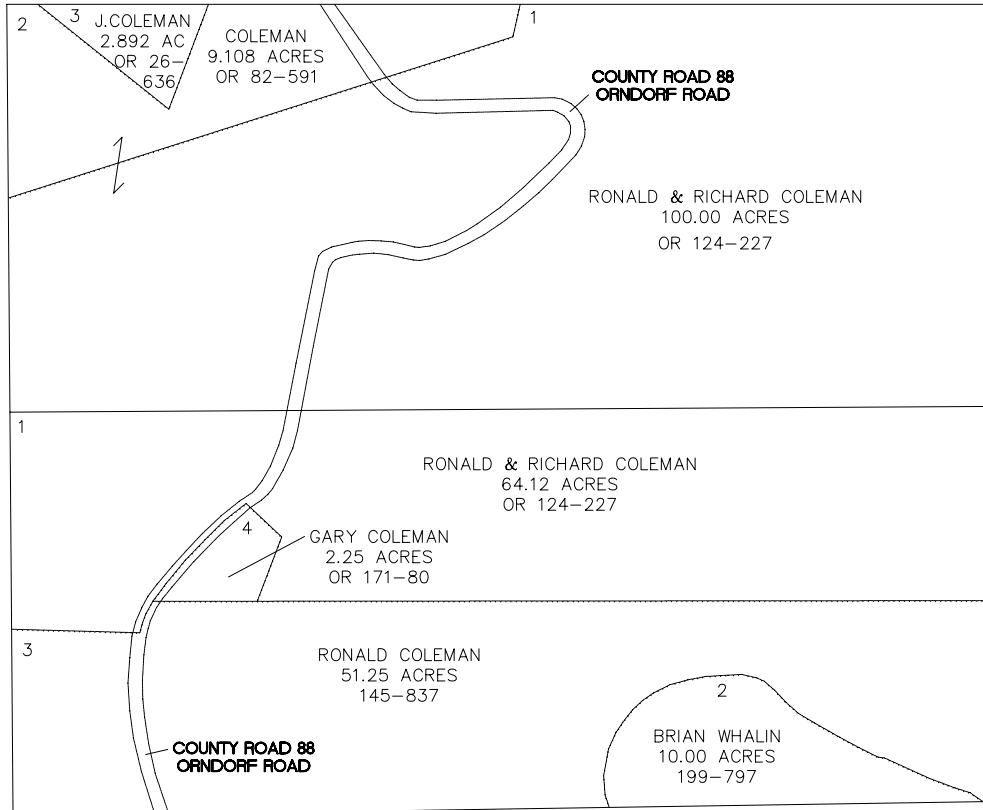 2
3
J.COLEMAN
2.892 AC
OR 26-
636
COLEMAN
9.108 ACRES
OR 82-591
1
COUNTY ROAD 88
ORNDORF ROAD
RONALD & RICHARD COLEMAN
100.00 ACRES
OR 124-227
1
RONALD & RICHARD COLEMAN
64.12 ACRES
OR 124-227
4
GARY COLEMAN
2.25 ACRES
OR 171-80
3
RONALD COLEMAN
51.25 ACRES
145-837
2
BRIAN WHALIN
10.00 ACRES
199-797
COUNTY ROAD 88
ORNDORF ROAD